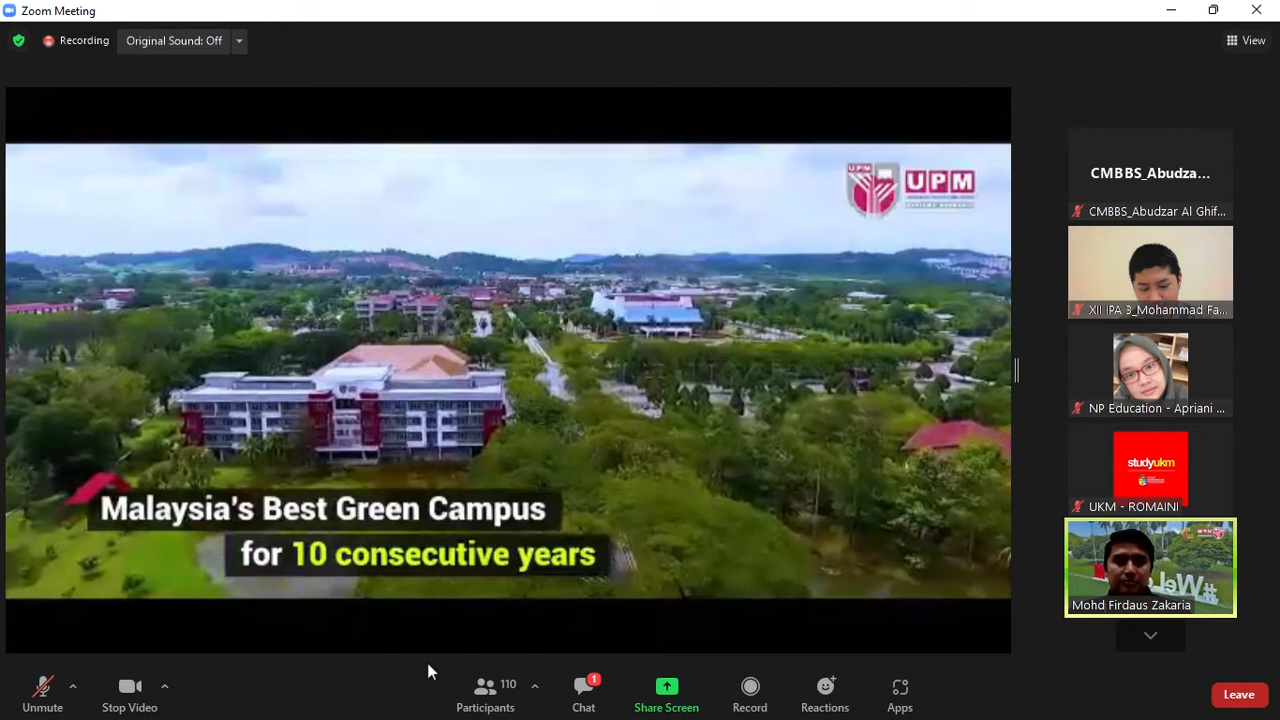 Zoom Meeting
Recording
Original Sound: Off
View
UPM
UPM
Malaysia's Best Green Campus
for 10 consecutive years
CMBBS_Abudza...
CMBBS_Abudzar Al Ghif...
XII IPA 3_Mohammad Fa...
NP Education - Apriani ...
studyukm
UKM - ROMAINI
#Welc
Mohd Firdaus Zakaria
Unmute
Stop Video
110
Participants
1
Chat
Share Screen
Record
Reactions
Apps
Leave